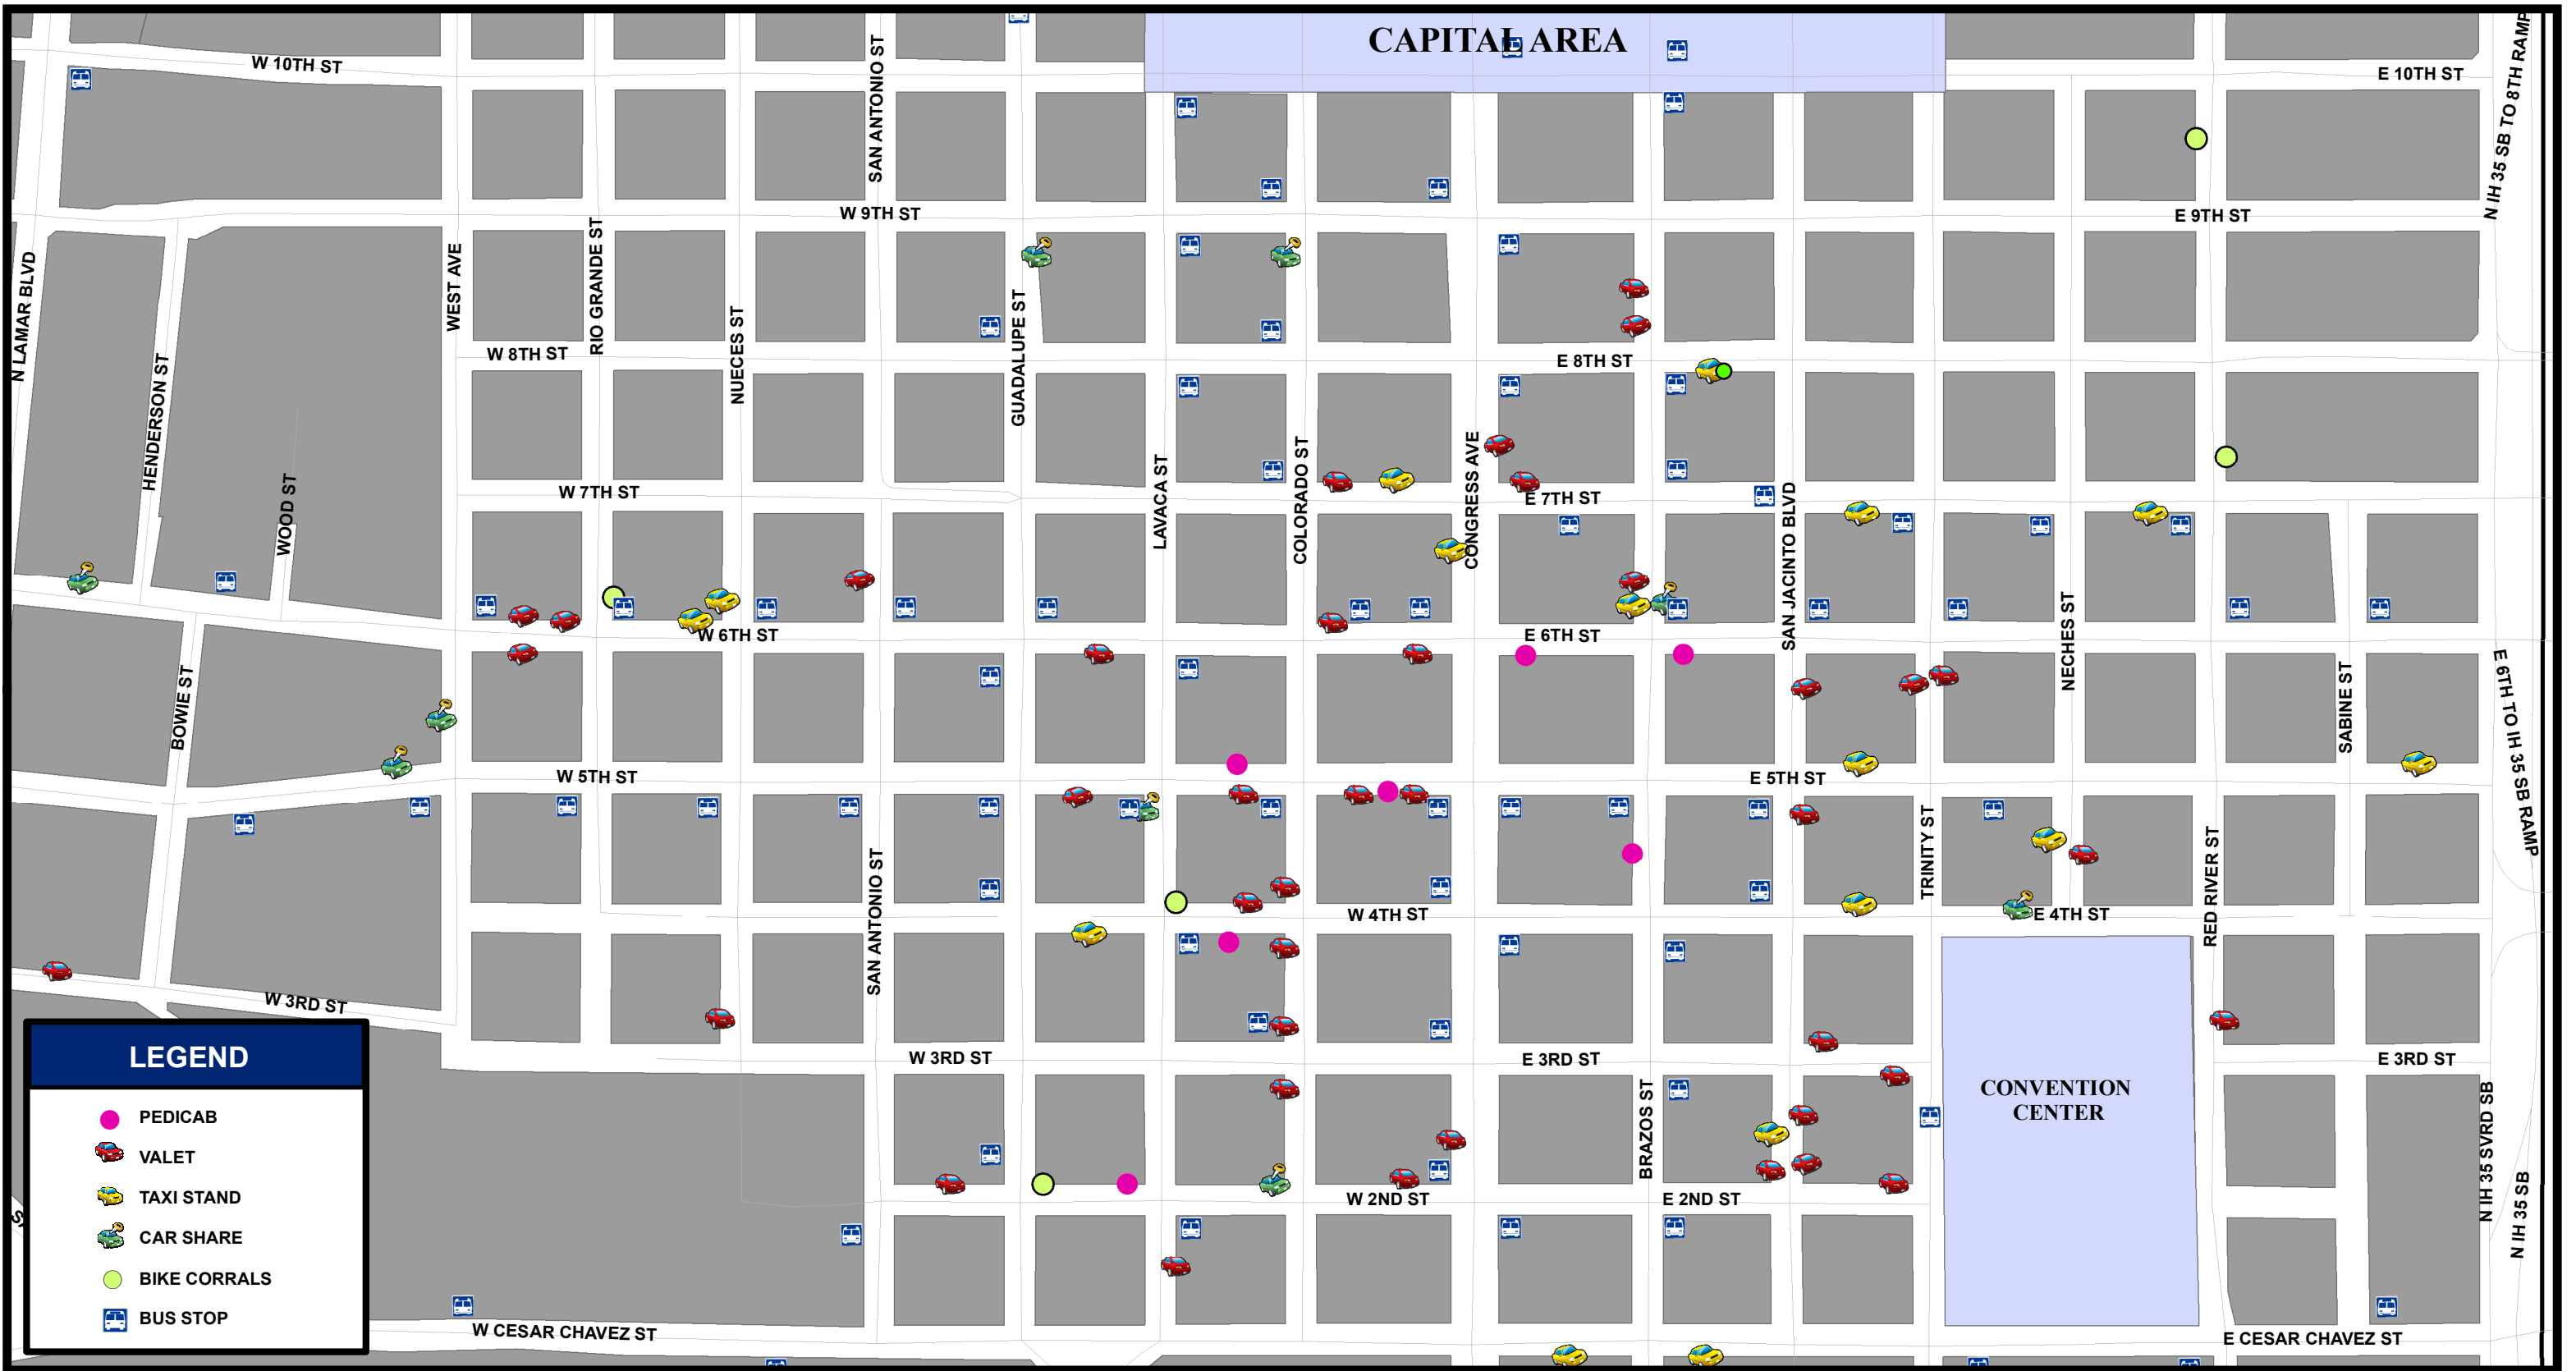 CAPITAL AREA
W 10TH ST
E 10TH ST
SAN ANTONIO ST
N IH 35 SB TO 8TH RAMP
W 9TH ST
E 9TH ST
N LAMAR BLVD
HENDERSON ST
WEST AVE
RIO GRANDE ST
NUECES ST
GUADALUPE ST
W 8TH ST
E 8TH ST
WOOD ST
LAVACA ST
COLORADO ST
CONGRESS AVE
W 7TH ST
E 7TH ST
SAN JACINTO BLVD
NECHES ST
W 6TH ST
E 6TH ST
BOWIE ST
SABINE ST
E 6TH TO IH 35 SB RAMP
W 5TH ST
E 5TH ST
SAN ANTONIO ST
TRINITY ST
RED RIVER ST
W 4TH ST
E 4TH ST
W 3RD ST
W 3RD ST
E 3RD ST
E 3RD ST
BRAZOS ST
CONVENTION
CENTER
N IH 35 SVRD SB
N IH 35 SB
W 2ND ST
E 2ND ST
W CESAR CHAVEZ ST
E CESAR CHAVEZ ST
LEGEND
PEDICAB
VALET
TAXI STAND
CAR SHARE
BIKE CORRALS
BUS STOP